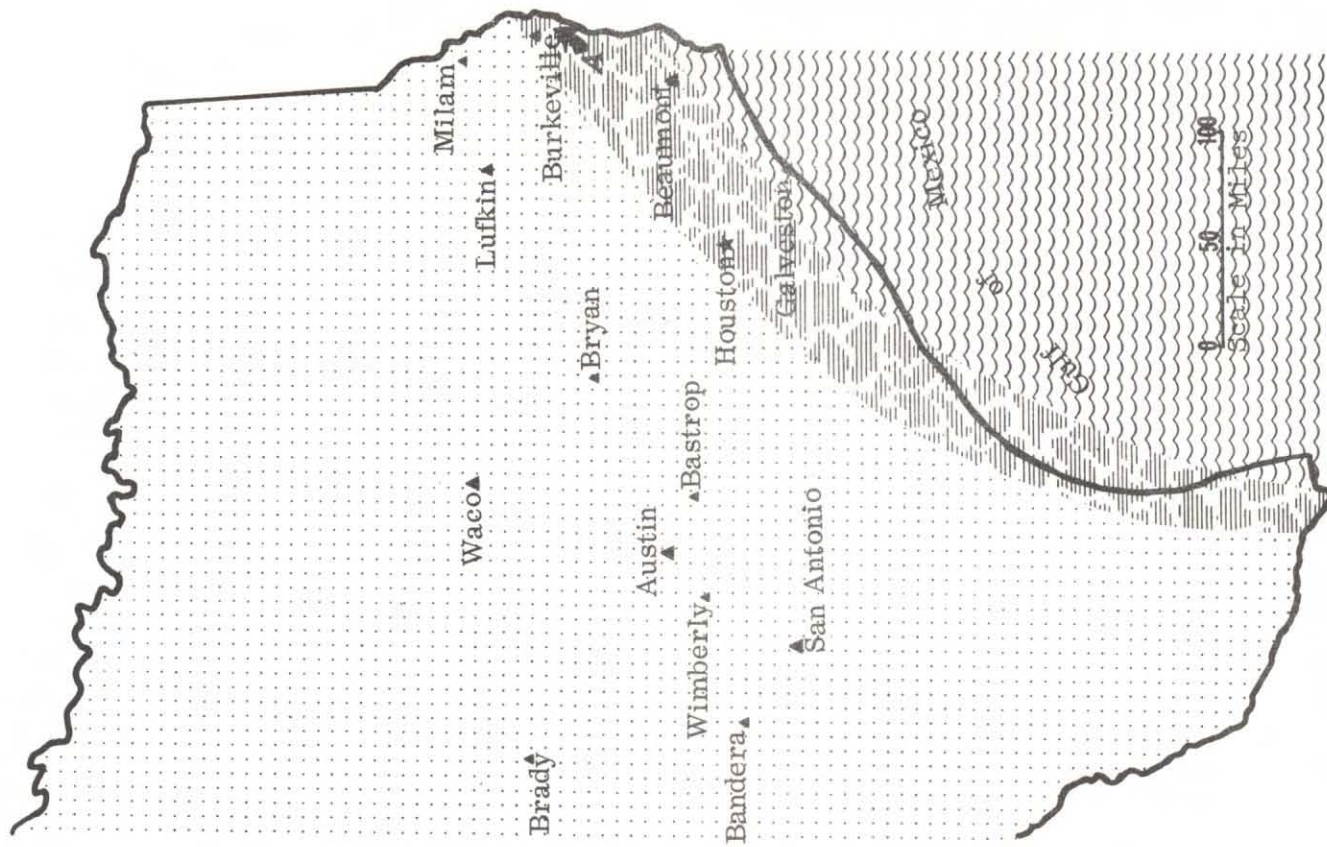 Milam
Burkeville
A
Lufkin
Beaumont
Houston
Galveston
Bryan
Waco
Bastrop
Austin
Wimberly
San Antonio
Brady
Bandera
Gulf
of
Mexico
0 50 100
Scale in Miles